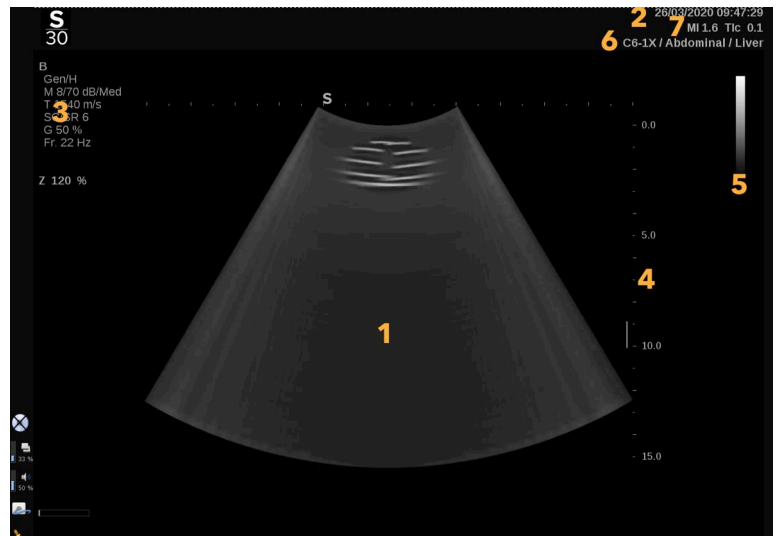 S
30
2
26/03/2020 09:47:29
7
MI 1.6 TIc 0.1
6
C6-1X / Abdominal / Liver
B
Gen/H
M 8/70 dB/Med
m/s
3
G 50 %
Fr. 22 Hz
Z 120 %
S
0.0
5
5.0
4
1
10.0
15.0
33 %
50 %